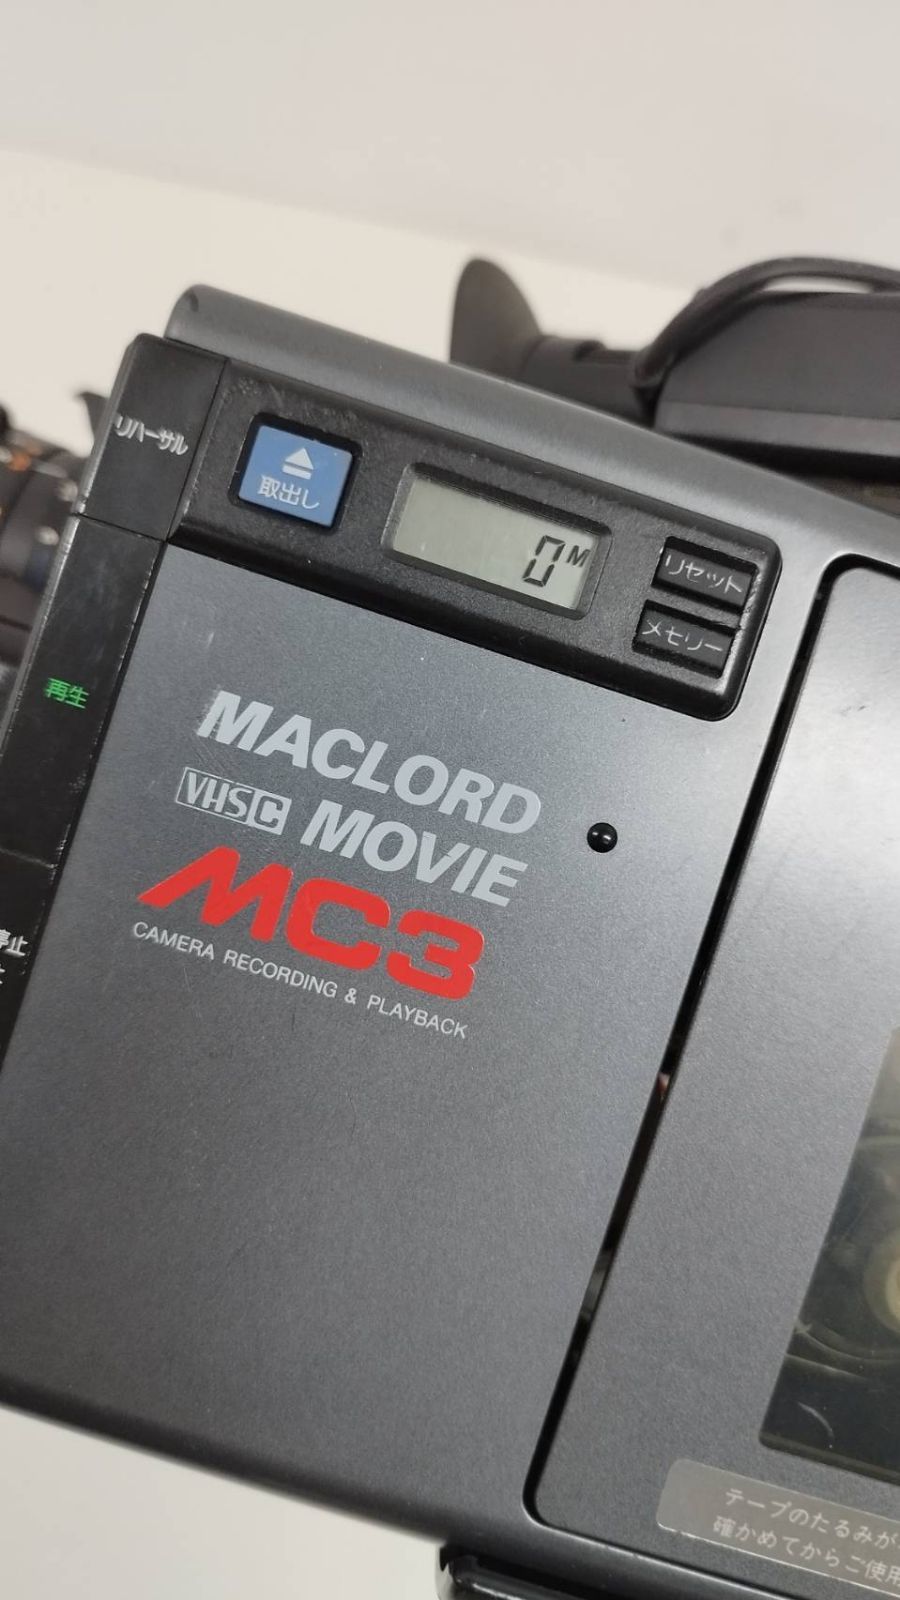 リハーサル
取出し
0M
リセット
メモリー
再生
MACLORD
VHSC MOVIE
MC3
CAMERA RECORDING & PLAYBACK
停止
テープのたるみが
確かめてからご使用